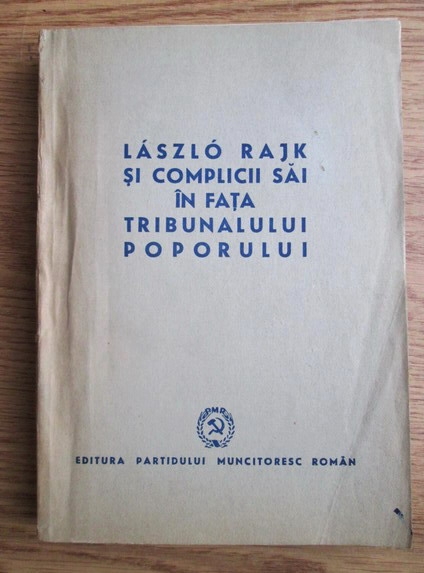 LÁSZLÓ RAJK
ȘI COMPLICII SĂI
ÎN FAȚA
TRIBUNALULUI
POPORULUI
PMR
EDITURA PARTIDULUI MUNCITORESC ROMÂN